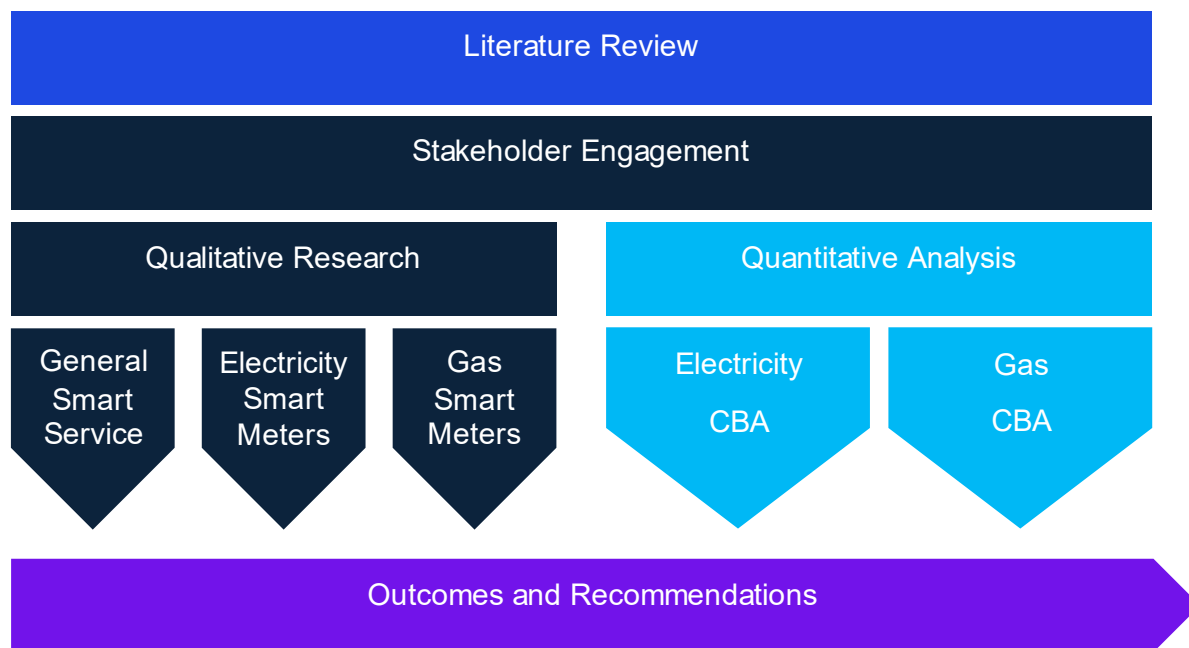 Literature Review
Stakeholder Engagement
Qualitative Research
Quantitative Analysis
General
Smart
Service
Electricity
Smart
Meters
Gas
Smart
Meters
Electricity
CBA
Gas
CBA
Outcomes and Recommendations